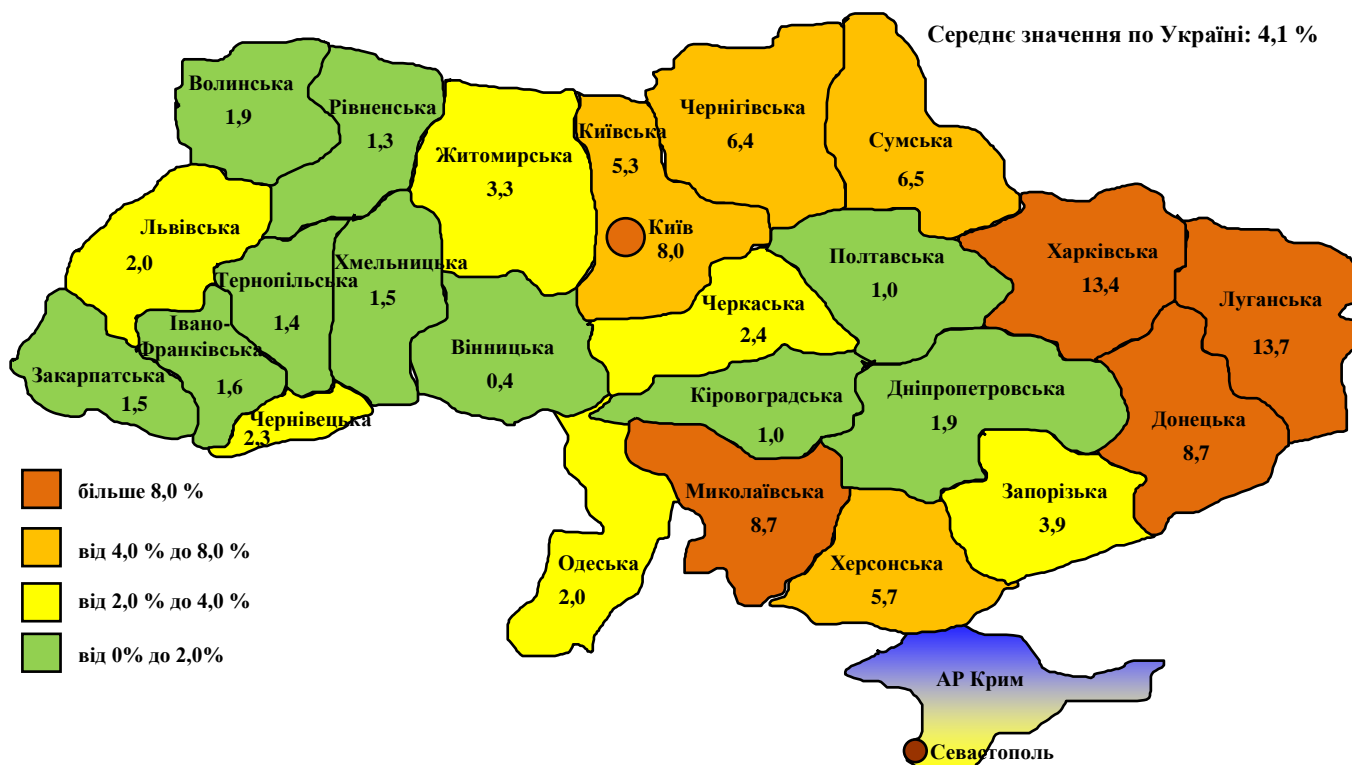 Середнє значення по Україні: 4,1 %
Волинська
1,9
Рівненська
1,3
Житомирська
3,3
Київська
5,3
Київ
8,0
Чернігівська
6,4
Сумська
6,5
Львівська
2,0
Тернопільська
1,4
Хмельницька
1,5
Вінницька
0,4
Черкаська
2,4
Полтавська
1,0
Харківська
13,4
Луганська
13,7
Закарпатська
1,5
Івано-
Франківська
1,6
Чернівецька
2,3
Кіровоградська
1,0
Дніпропетровська
1,9
Донецька
8,7
Миколаївська
8,7
Запорізька
3,9
Одеська
2,0
Херсонська
5,7
АР Крим
Севастополь
більше 8,0 %
від 4,0 % до 8,0 %
від 2,0 % до 4,0 %
від 0% до 2,0%